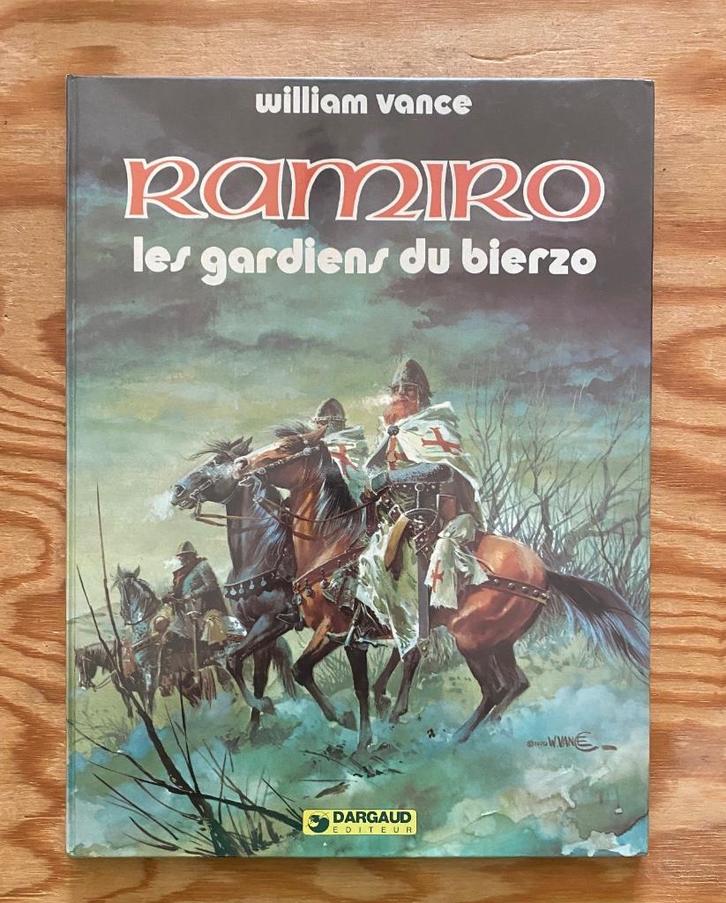 william vance
RAMIRO
les gardiens du bierzo
W.VANCE
DARGAUD
EDITEUR